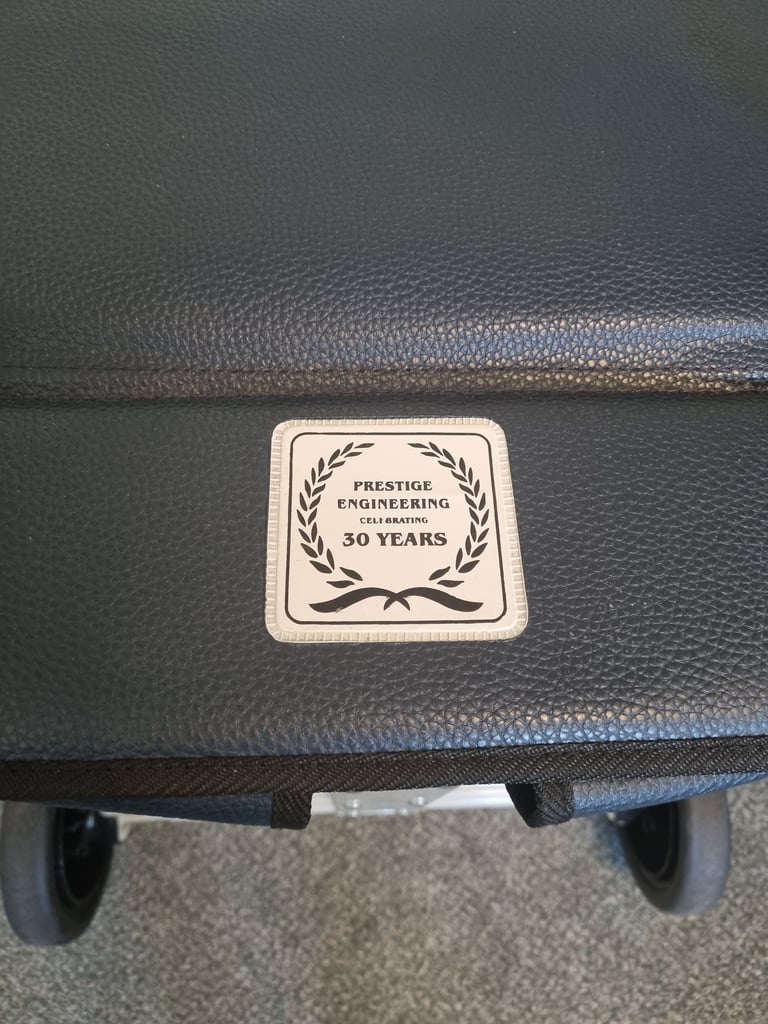 PRESTIGE
ENGINEERING
CELEBRATING
30 YEARS